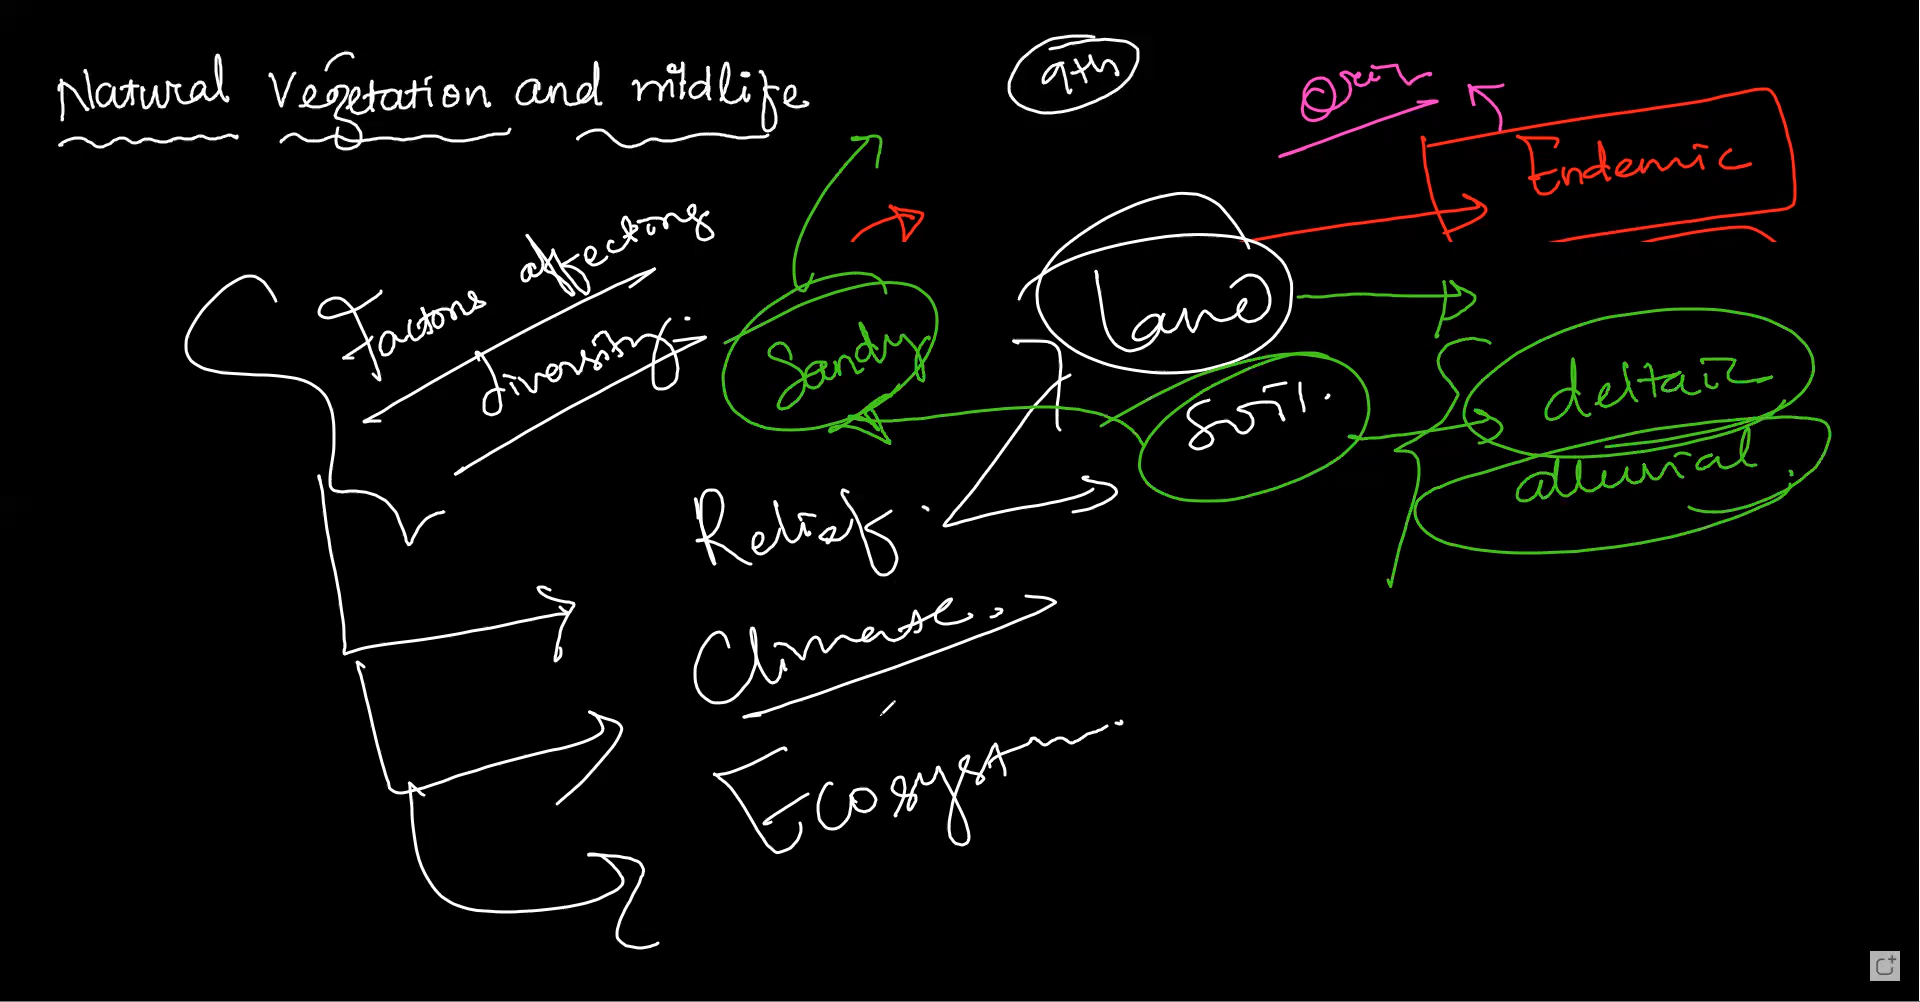 Natural Vegetation and wildlife
9th
Endemic
Factors affecting
diversity.
Land
Sandy
Soil.
deltaic
alluvial.
Relief.
Climate..
Ecosystem.